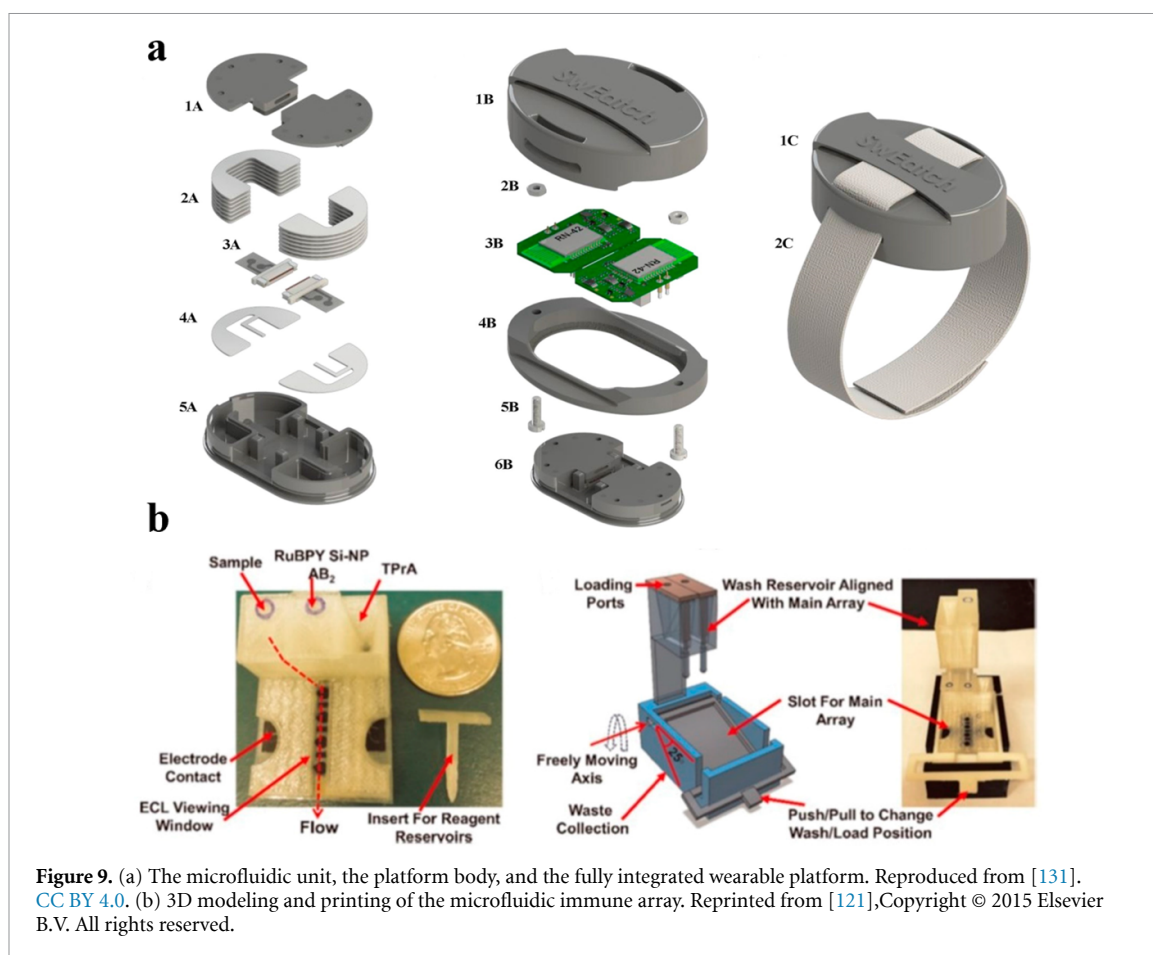 a
1A
2A
3A
4A
5A
1B
SwEatch
2B
3B
RN-42
RN-42
4B
5B
6B
1C
SwEatch
2C
b
Sample
RuBPY Si-NP
AB₂
TPrA
Electrode
Contact
ECL Viewing
Window
Flow
Insert For Reagent
Reservoirs
Loading
Ports
Wash Reservoir Aligned
With Main Array
Slot For Main
Array
Freely Moving
Axis
25°
Waste
Collection
Push/Pull to Change
Wash/Load Position
Figure 9. (a) The microfluidic unit, the platform body, and the fully integrated wearable platform. Reproduced from [131].
CC BY 4.0. (b) 3D modeling and printing of the microfluidic immune array. Reprinted from [121],Copyright © 2015 Elsevier
B.V. All rights reserved.